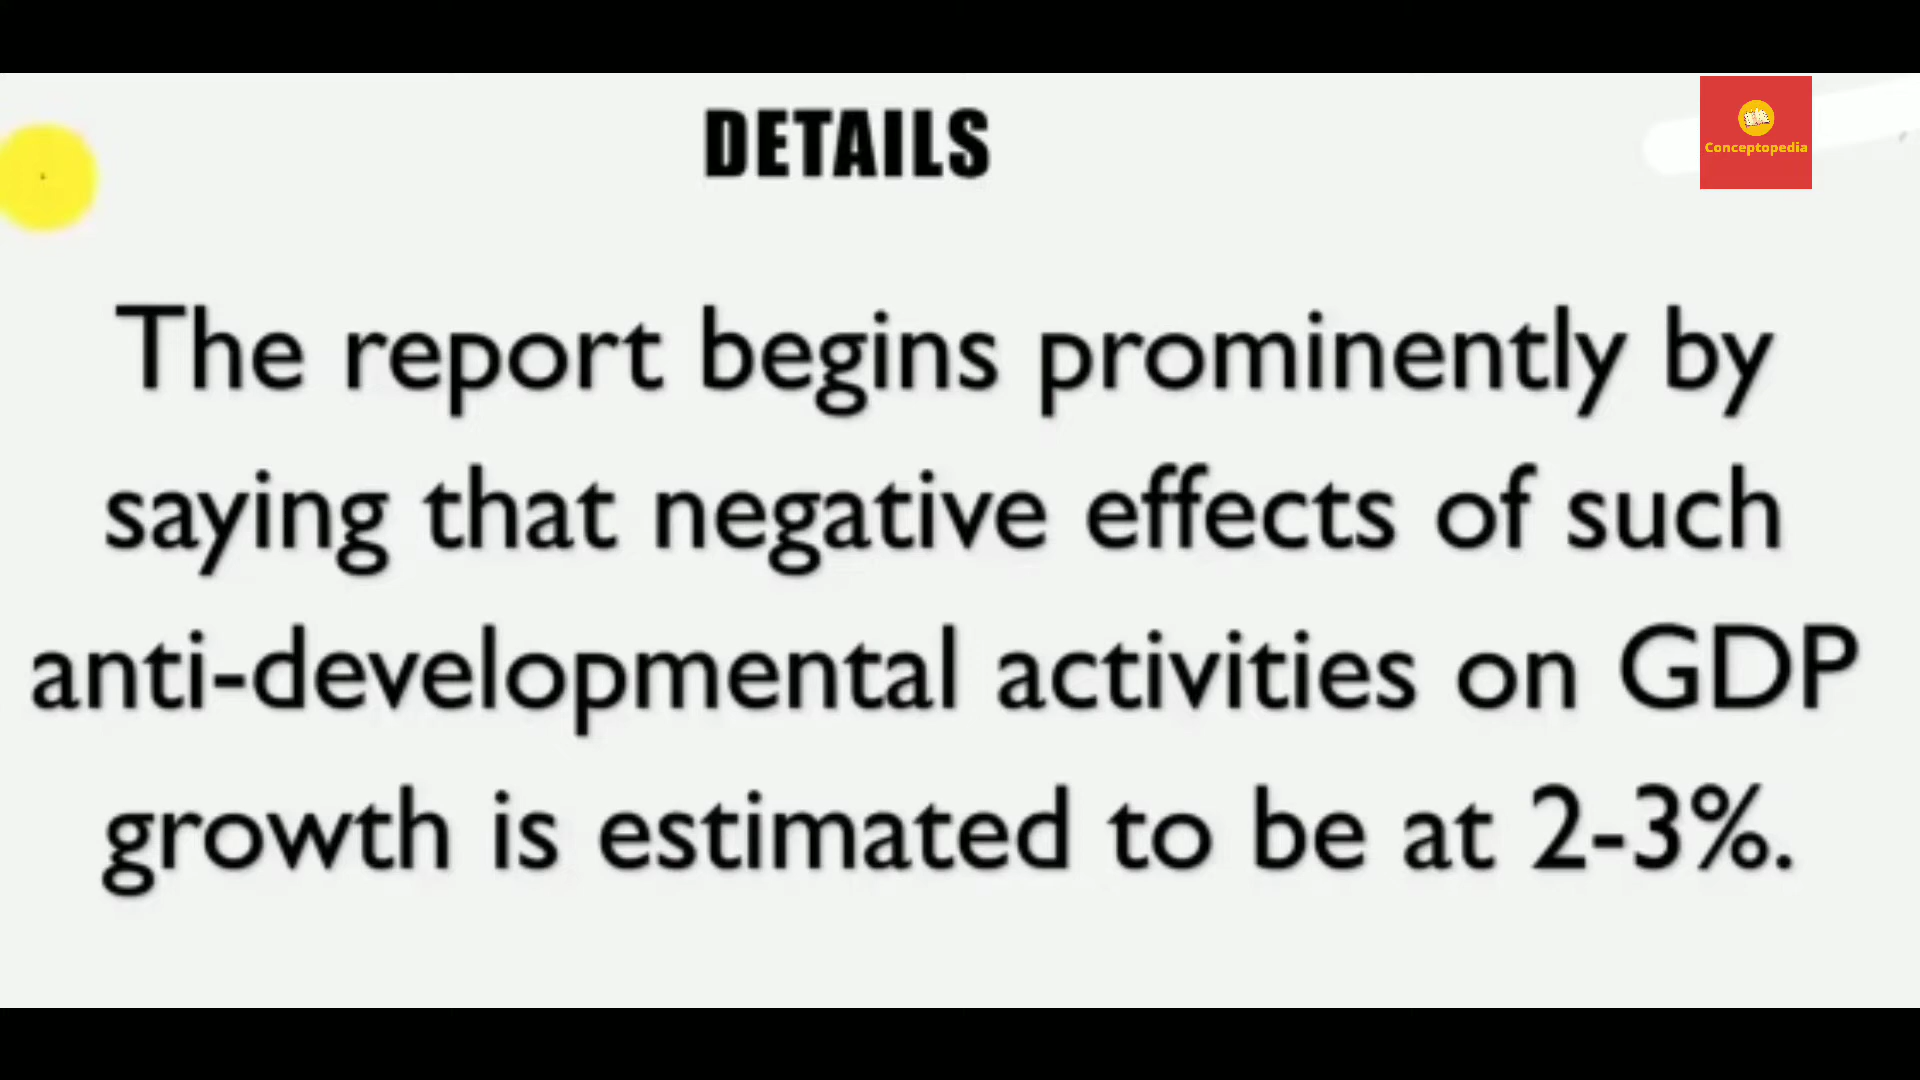 DETAILS
Conceptopedia
The report begins prominently by
saying that negative effects of such
anti-developmental activities on GDP
growth is estimated to be at 2-3%.